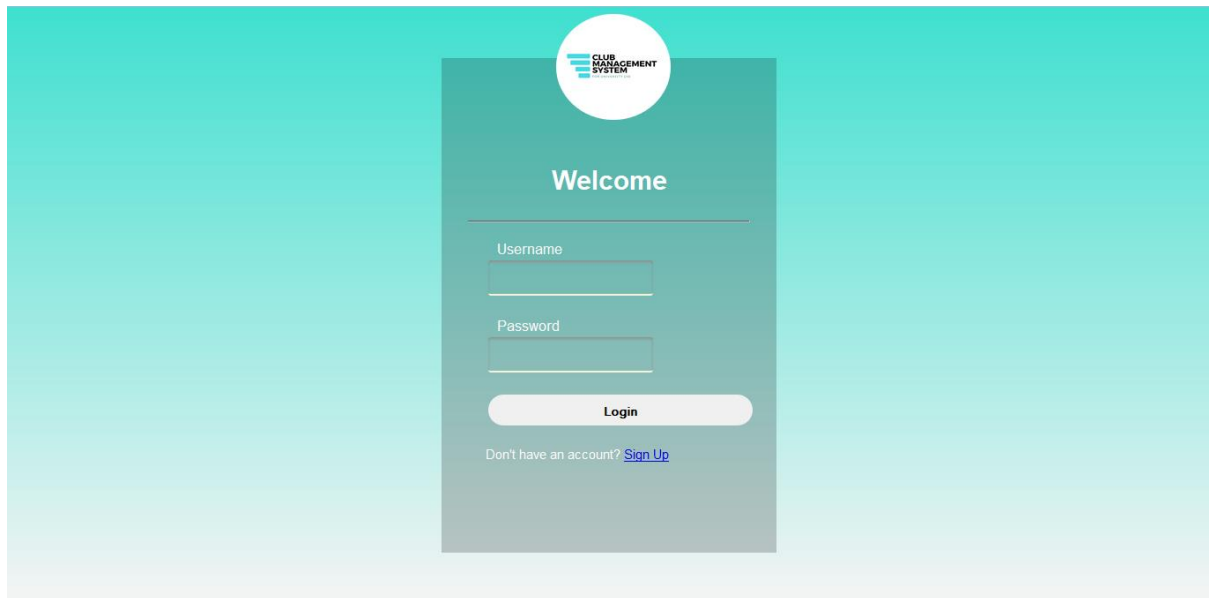 CLUB
MANAGEMENT
SYSTEM
Welcome
Username
Password
Login
Don't have an account? Sign Up